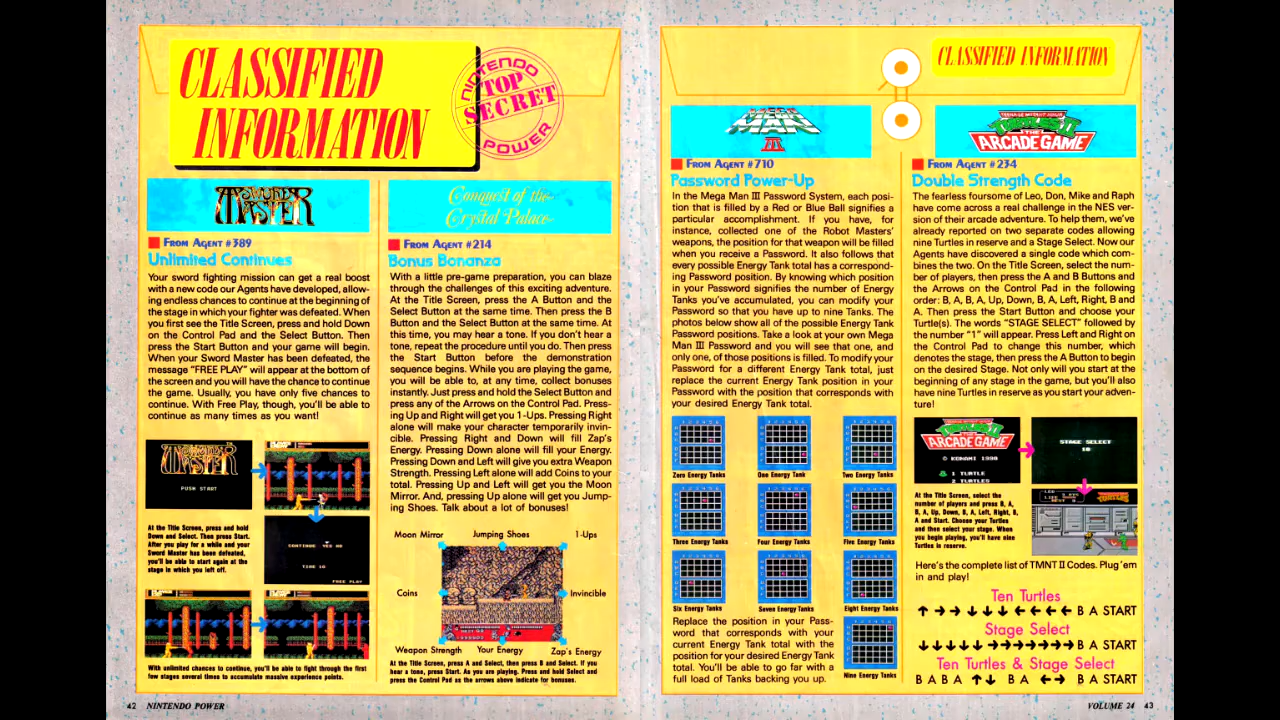 CLASSIFIED
INFORMATION
NINTENDO
TOP
SECRET
POWER
SWORD
MASTER
FROM AGENT #389
Unlimited Continues
Your sword fighting mission can get a real boost
with a new code our Agents have developed, allow-
ing endless chances to continue at the beginning of
the stage in which your fighter was defeated. When
you first see the Title Screen, press and hold Down
on the Control Pad and the Select Button. Then
press the Start Button and your game will begin.
When your Sword Master has been defeated, the
message "FREE PLAY" will appear at the bottom of
the screen and you will have the chance to continue
the game. Usually, you have only five chances to
continue. With Free Play, though, you'll be able to
continue as many times as you want!
SWORD
MASTER
PUSH START
At the Title Screen, press and hold
Down and Select. Then press Start.
After you play for a while and your
Sword Master has been defeated,
you'll be able to start again at the
stage in which you left off.
CONTINUE YES NO
TIME 10
FREE PLAY
With unlimited chances to continue, you'll be able to fight through the first
few stages several times to accumulate massive experience points.
Conquest of the
Crystal Palace
FROM AGENT #214
Bonus Bonanza
With a little pre-game preparation, you can blaze
through the challenges of this exciting adventure.
At the Title Screen, press the A Button and the
Select Button at the same time. Then press the B
Button and the Select Button at the same time. At
this time, you may hear a tone. If you don't hear a
tone, repeat the procedure until you do. Then press
the Start Button before the demonstration
sequence begins. While you are playing the game,
you will be able to, at any time, collect bonuses
instantly. Just press and hold the Select Button and
press any of the Arrows on the Control Pad. Press-
ing Up and Right will get you 1-Ups. Pressing Right
alone will make your character temporarily invin-
cible. Pressing Right and Down will fill Zap's
Energy. Pressing Down alone will fill your Energy.
Pressing Down and Left will give you extra Weapon
Strength. Pressing Left alone will add Coins to your
total. Pressing Up and Left will get you the Moon
Mirror. And, pressing Up alone will get you Jump-
ing Shoes. Talk about a lot of bonuses!
Moon Mirror Jumping Shoes 1-Ups
Coins Invincible
Weapon Strength Your Energy Zap's Energy
At the Title Screen, press A and Select, then press B and Select. If you
hear a tone, press Start. As you are playing. Press and hold Select and
press the Control Pad as the arrows above indicate for bonuses.
42 NINTENDO POWER
CLASSIFIED INFORMATION
MEGA
MAN
III
FROM AGENT #710
Password Power-Up
In the Mega Man III Password System, each posi-
tion that is filled by a Red or Blue Ball signifies a
particular accomplishment. If you have, for
instance, collected one of the Robot Masters'
weapons, the position for that weapon will be filled
when you receive a Password. It also follows that
every possible Energy Tank total has a correspond-
ing Password position. By knowing which position
in your Password signifies the number of Energy
Tanks you've accumulated, you can modify your
Password so that you have up to nine Tanks. The
photos below show all of the possible Energy Tank
Password positions. Take a look at your own Mega
Man III Password and you will see that one, and
only one, of those positions is filled. To modify your
Password for a different Energy Tank total, just
replace the current Energy Tank position in your
Password with the position that corresponds with
your desired Energy Tank total.
Zero Energy Tanks One Energy Tank Two Energy Tanks
Three Energy Tanks Four Energy Tanks Five Energy Tanks
Six Energy Tanks Seven Energy Tanks Eight Energy Tanks
Replace the position in your Pass-
word that corresponds with your
current Energy Tank total with the
position for your desired Energy Tank
total. You'll be able to go far with a
full load of Tanks backing you up.
Nine Energy Tanks
TEENAGE MUTANT NINJA
TURTLES II
THE
ARCADE GAME
FROM AGENT #234
Double Strength Code
The fearless foursome of Leo, Don, Mike and Raph
have come across a real challenge in the NES ver-
sion of their arcade adventure. To help them, we've
already reported on two separate codes allowing
nine Turtles in reserve and a Stage Select. Now our
Agents have discovered a single code which com-
bines the two. On the Title Screen, select the num-
ber of players, then press the A and B Buttons and
the Arrows on the Control Pad in the following
order: B, A, B, A, Up, Down, B, A, Left, Right, B and
A. Then press the Start Button and choose your
Turtle(s). The words "STAGE SELECT" followed by
the number "1" will appear. Press Left and Right on
the Control Pad to change this number, which
denotes the stage, then press the A Button to begin
on the desired Stage. Not only will you start at the
beginning of any stage in the game, but you'll also
have nine Turtles in reserve as you start your adven-
ture!
TURTLES II
ARCADE GAME
© KONAMI 1990
1 TURTLE
2 TURTLES
STAGE SELECT
10
At the Title Screen, select the
number of players and press B, A,
B, A, Up, Down, B, A, Left, Right, B,
A and Start. Choose your Turtles
and then select your stage. When
you begin playing, you'll have nine
Turtles in reserve.
Here's the complete list of TMNT II Codes. Plug 'em
in and play!
Ten Turtles
↑ → → ↓ ↓ ↓ ← ← ← ← B A START
Stage Select
↓ ↓ ↓ ↓ ↓ → → → → → → B A START
Ten Turtles & Stage Select
B A B A ↑ ↓ B A ← → B A START
VOLUME 24 43